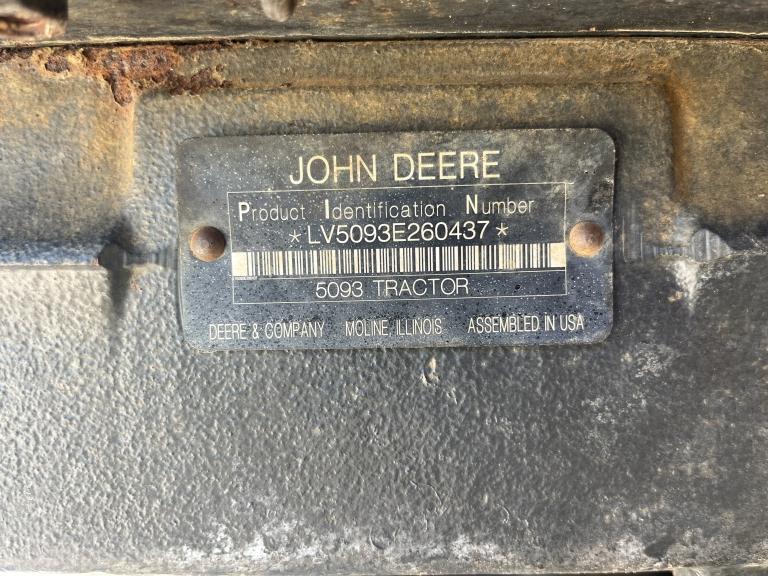 JOHN DEERE
Product Identification Number
*LV5093E260437*
5093 TRACTOR
DEERE & COMPANY MOLINE, ILLINOIS ASSEMBLED IN USA